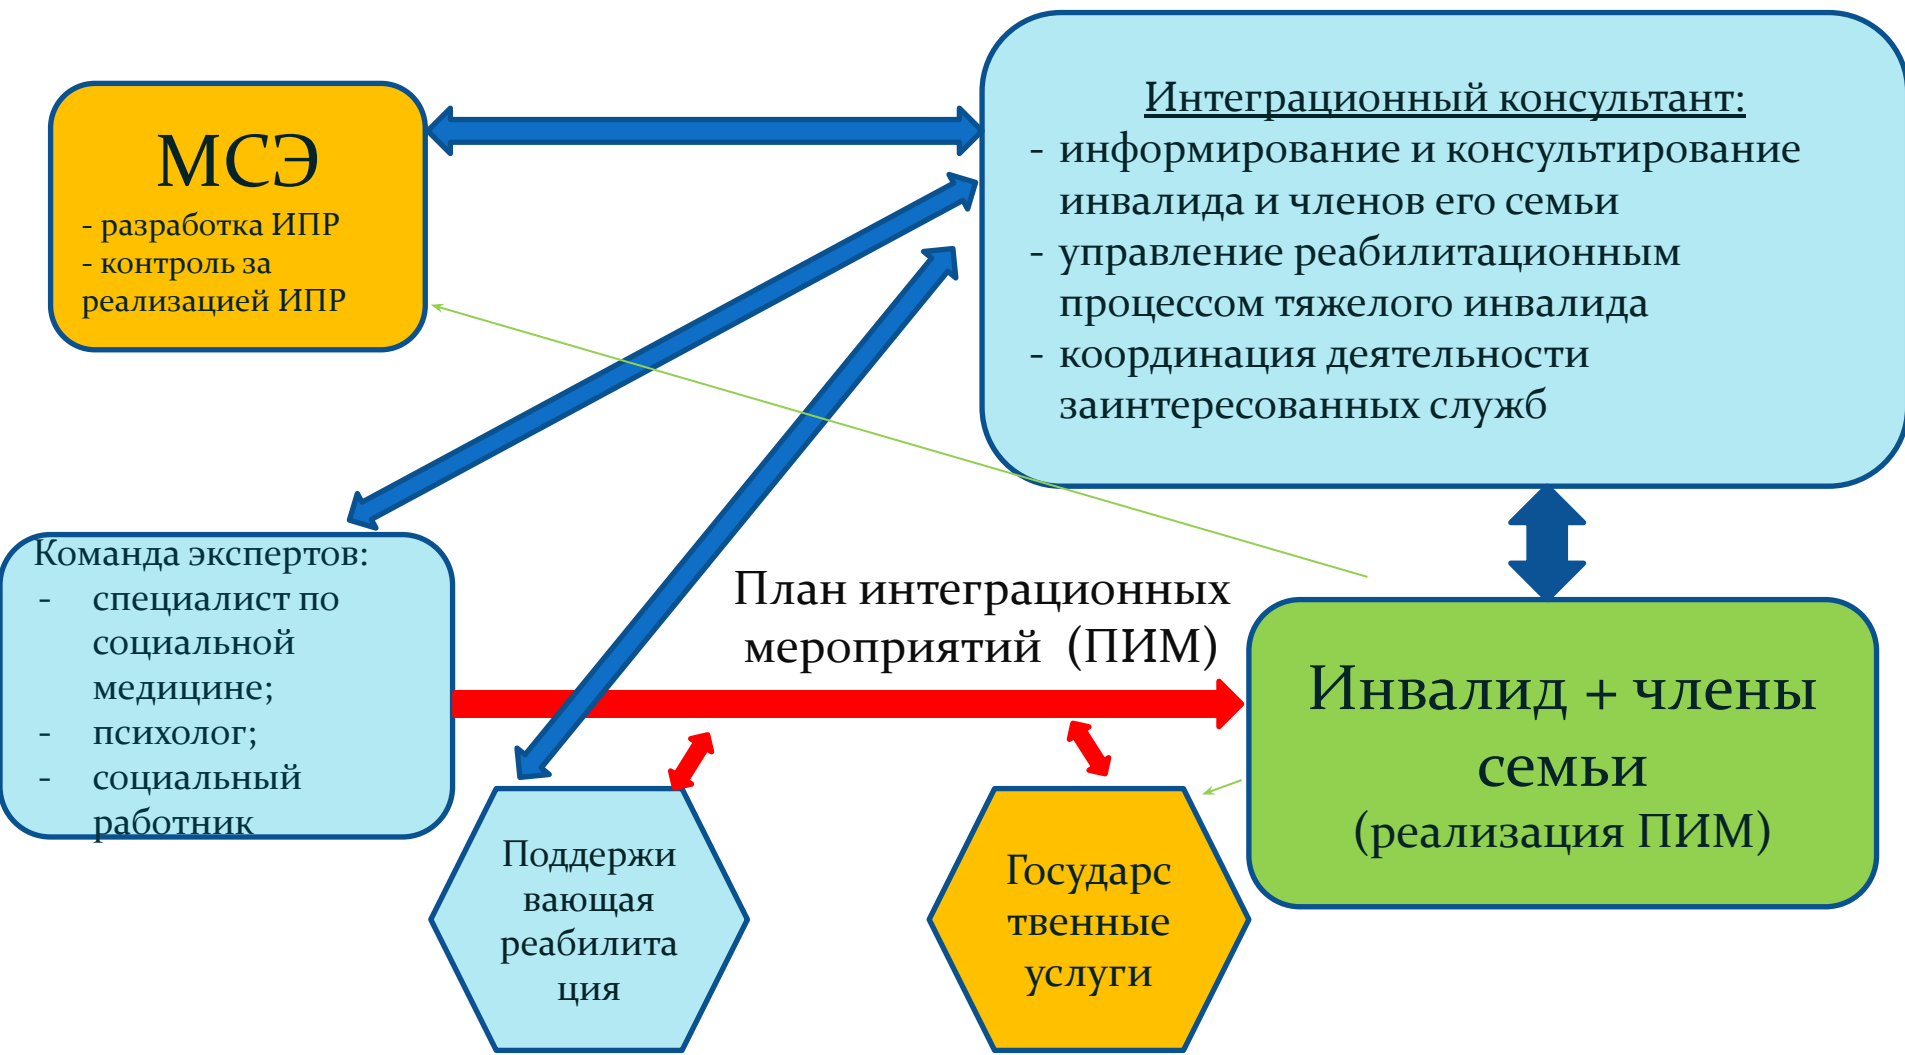 МСЭ
- разработка ИПР
- контроль за
реализацией ИПР
Интеграционный консультант:
- информирование и консультирование
инвалида и членов его семьи
- управление реабилитационным
процессом тяжелого инвалида
- координация деятельности
заинтересованных служб
Команда экспертов:
- специалист по
социальной
медицине;
- психолог;
- социальный
работник
План интеграционных
мероприятий (ПИМ)
Инвалид + члены
семьи
(реализация ПИМ)
Поддержи
вающая
реабилита
ция
Государс
твенные
услуги